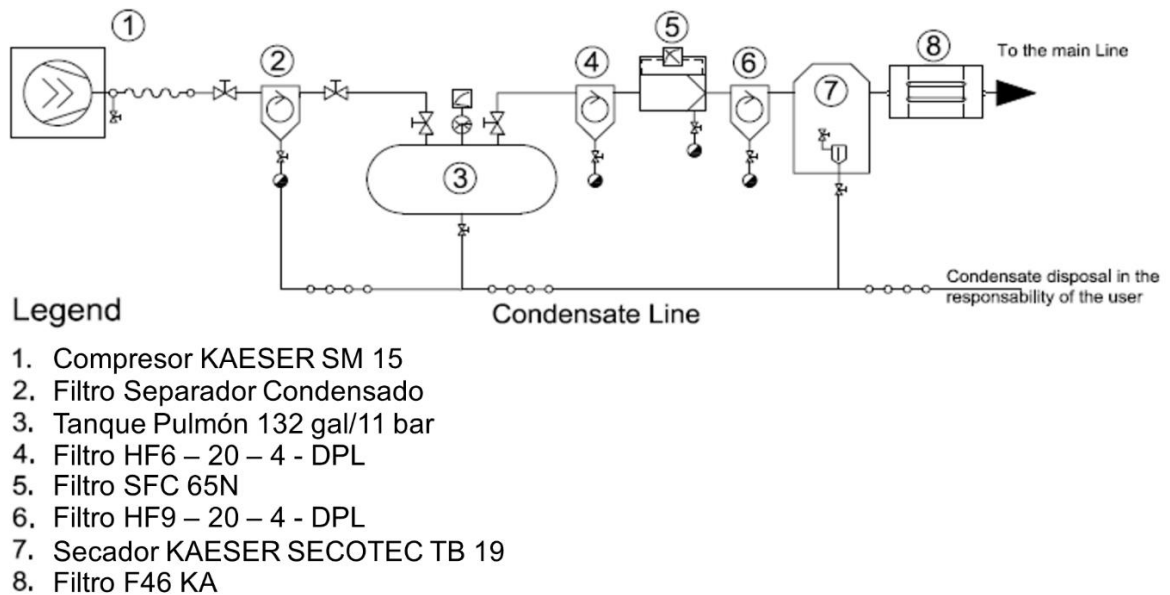 1
2
3
4
5
6
7
8
To the main Line
Condensate disposal in the
responsability of the user
Condensate Line
Legend
1. Compresor KAESER SM 15
2. Filtro Separador Condensado
3. Tanque Pulmón 132 gal/11 bar
4. Filtro HF6 – 20 – 4 - DPL
5. Filtro SFC 65N
6. Filtro HF9 – 20 – 4 - DPL
7. Secador KAESER SECOTEC TB 19
8. Filtro F46 KA